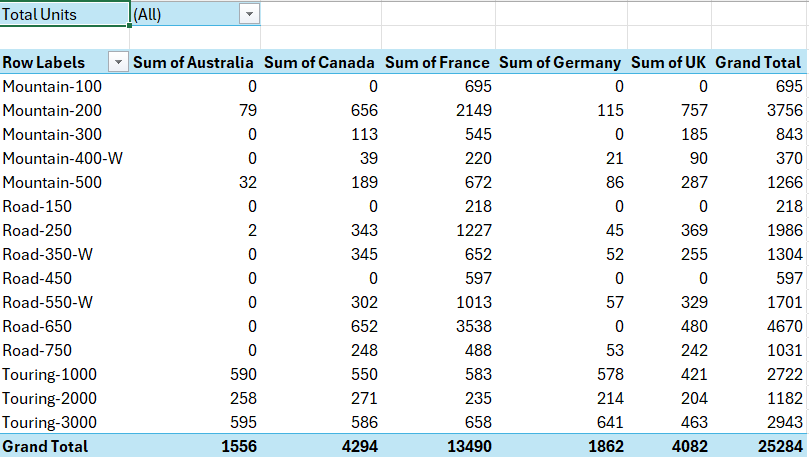 Total Units (All)
Row Labels Sum of Australia Sum of Canada Sum of France Sum of Germany Sum of UK Grand Total
Mountain-100 0 0 695 0 0 695
Mountain-200 79 656 2149 115 757 3756
Mountain-300 0 113 545 0 185 843
Mountain-400-W 0 39 220 21 90 370
Mountain-500 32 189 672 86 287 1266
Road-150 0 0 218 0 0 218
Road-250 2 343 1227 45 369 1986
Road-350-W 0 345 652 52 255 1304
Road-450 0 0 597 0 0 597
Road-550-W 0 302 1013 57 329 1701
Road-650 0 652 3538 0 480 4670
Road-750 0 248 488 53 242 1031
Touring-1000 590 550 583 578 421 2722
Touring-2000 258 271 235 214 204 1182
Touring-3000 595 586 658 641 463 2943
Grand Total 1556 4294 13490 1862 4082 25284